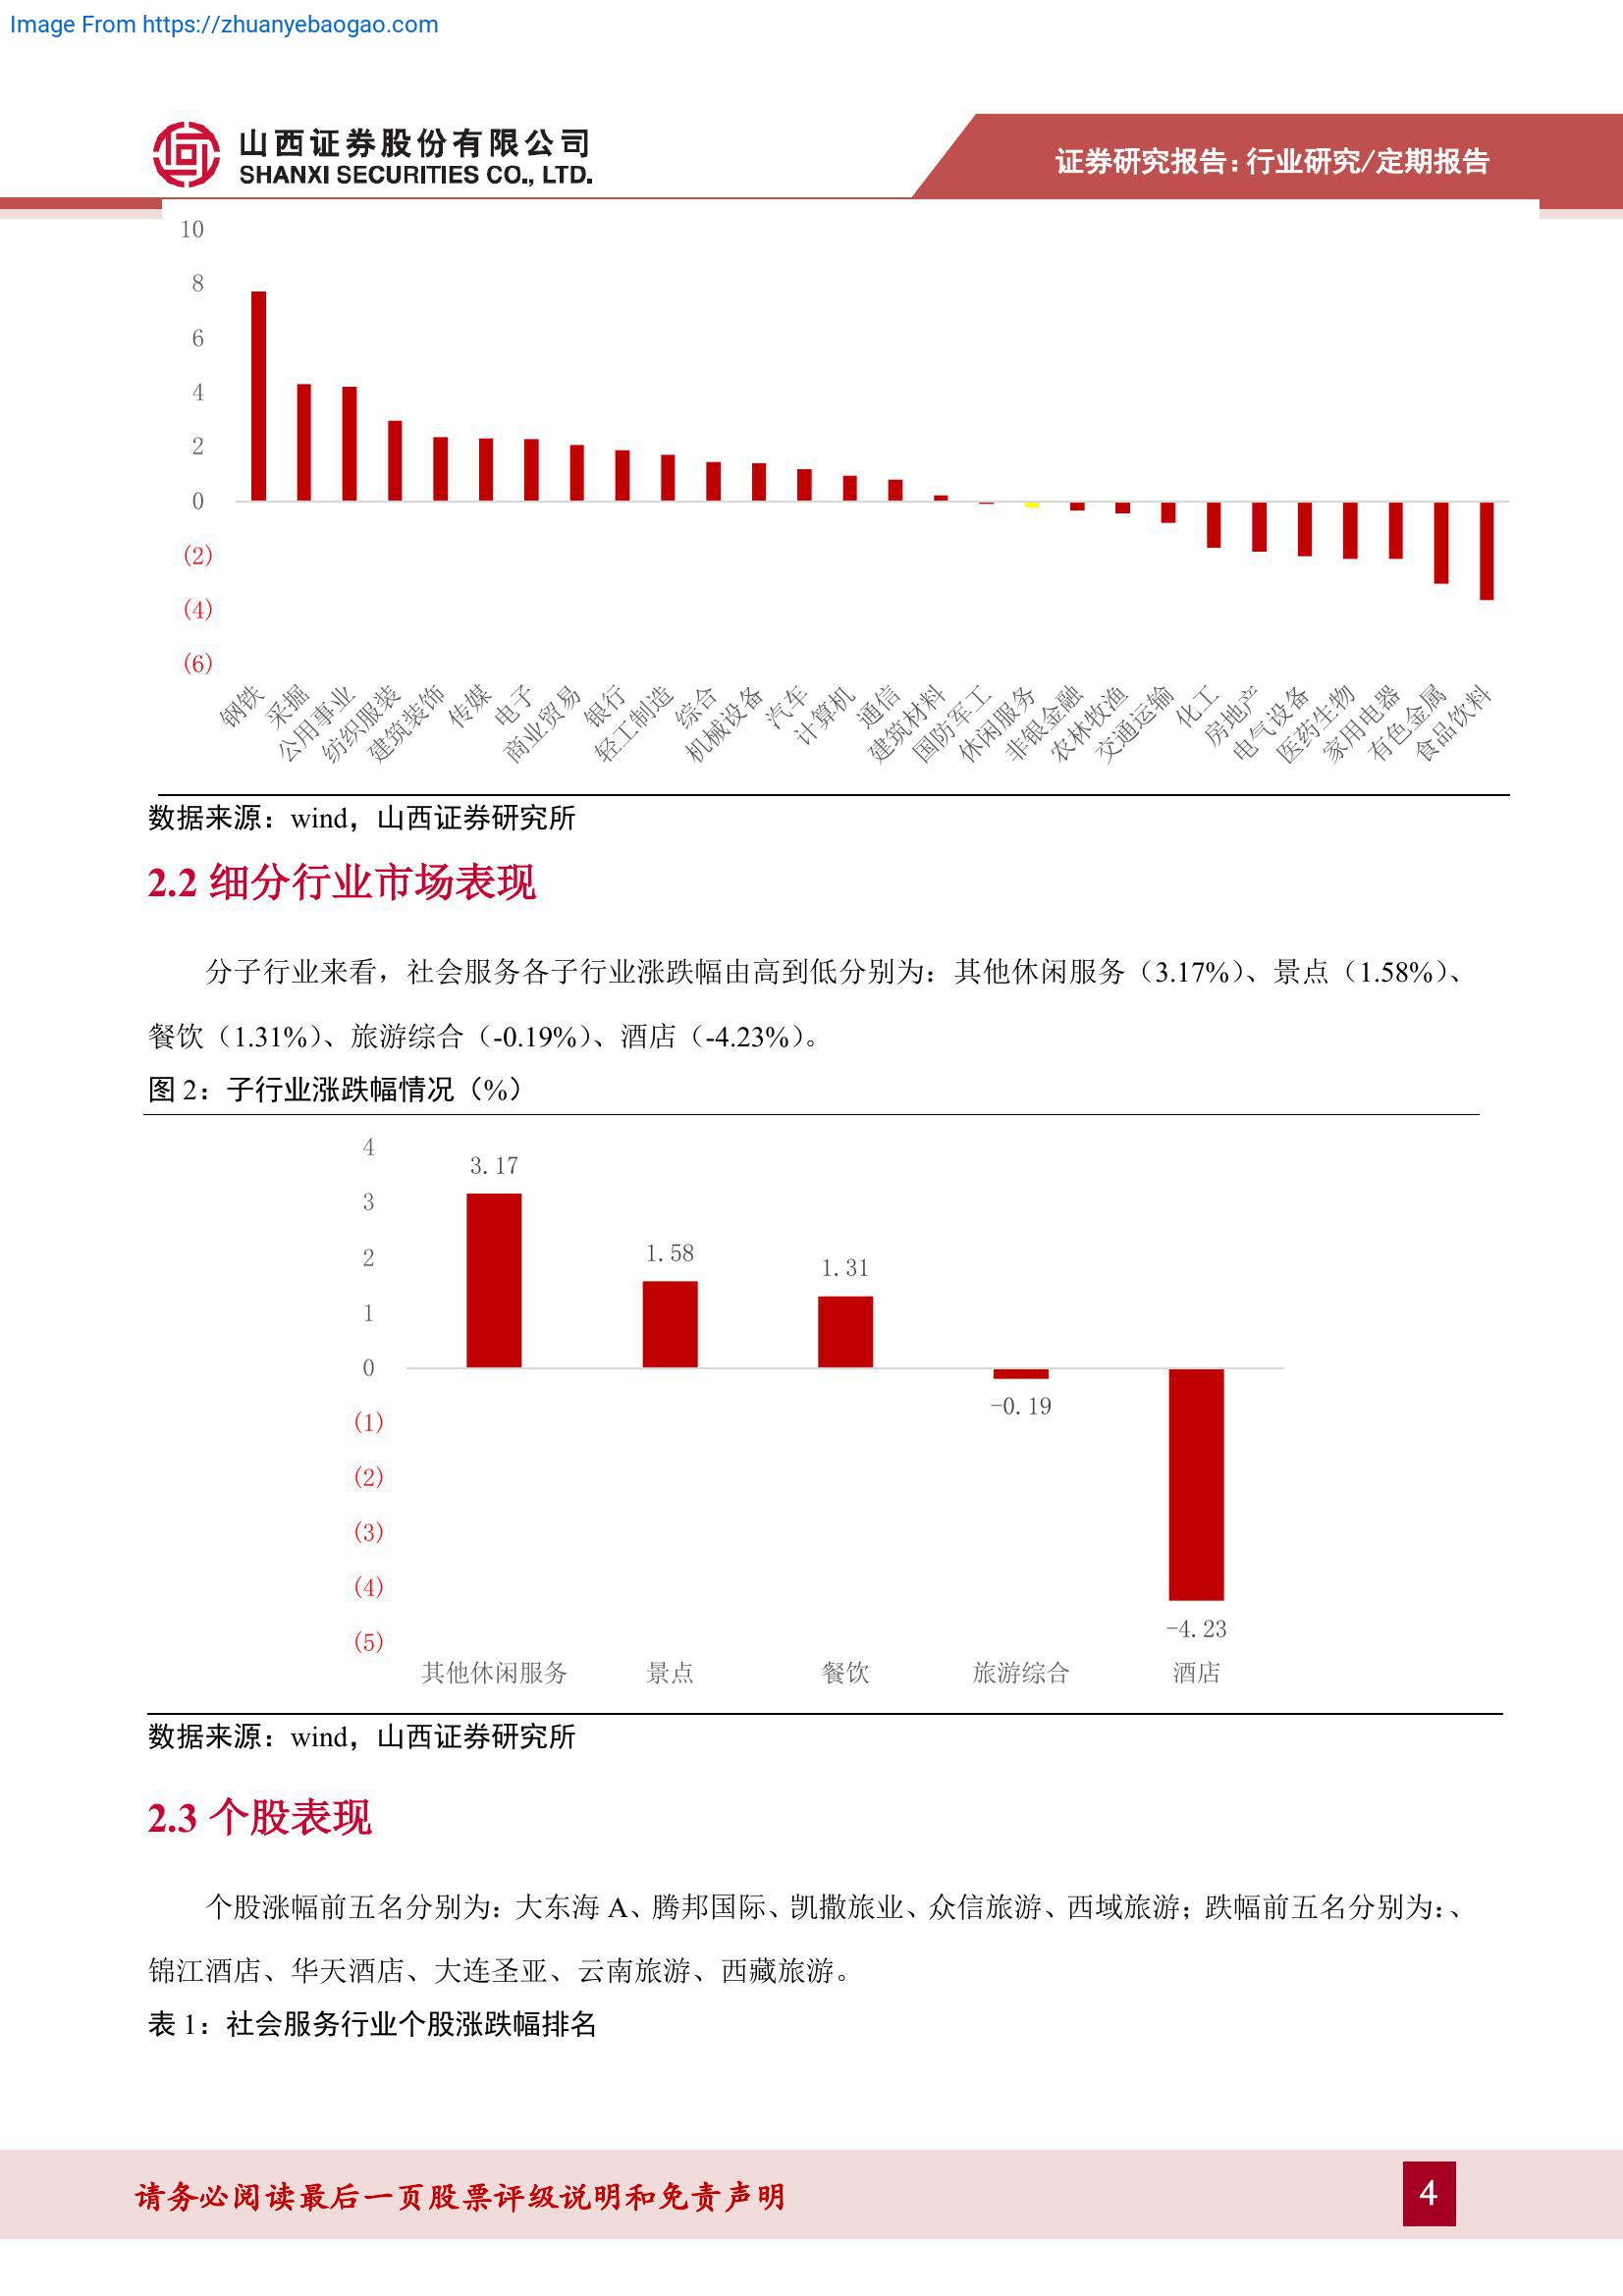 Image From https://zhuanyebaogao.com
山西证券股份有限公司
SHANXI SECURITIES CO., LTD.
证券研究报告：行业研究/定期报告
10
8
6
4
2
0
(2)
(4)
(6)
钢铁 采掘 公用事业 纺织服装 建筑装饰 传媒 电子 商业贸易 银行 轻工制造 综合 机械设备 汽车 计算机 通信 建筑材料 国防军工 休闲服务 非银金融 农林牧渔 交通运输 化工 房地产 电气设备 医药生物 家用电器 有色金属 食品饮料
数据来源：wind，山西证券研究所
2.2 细分行业市场表现
分子行业来看，社会服务各子行业涨跌幅由高到低分别为：其他休闲服务（3.17%）、景点（1.58%）、
餐饮（1.31%）、旅游综合（-0.19%）、酒店（-4.23%）。
图 2：子行业涨跌幅情况（%）
4
3.17
3
2
1.58
1.31
1
0
-0.19
(1)
(2)
(3)
(4)
-4.23
(5)
其他休闲服务 景点 餐饮 旅游综合 酒店
数据来源：wind，山西证券研究所
2.3 个股表现
个股涨幅前五名分别为：大东海 A、腾邦国际、凯撒旅业、众信旅游、西域旅游；跌幅前五名分别为：、
锦江酒店、华天酒店、大连圣亚、云南旅游、西藏旅游。
表 1：社会服务行业个股涨跌幅排名
请务必阅读最后一页股票评级说明和免责声明
4